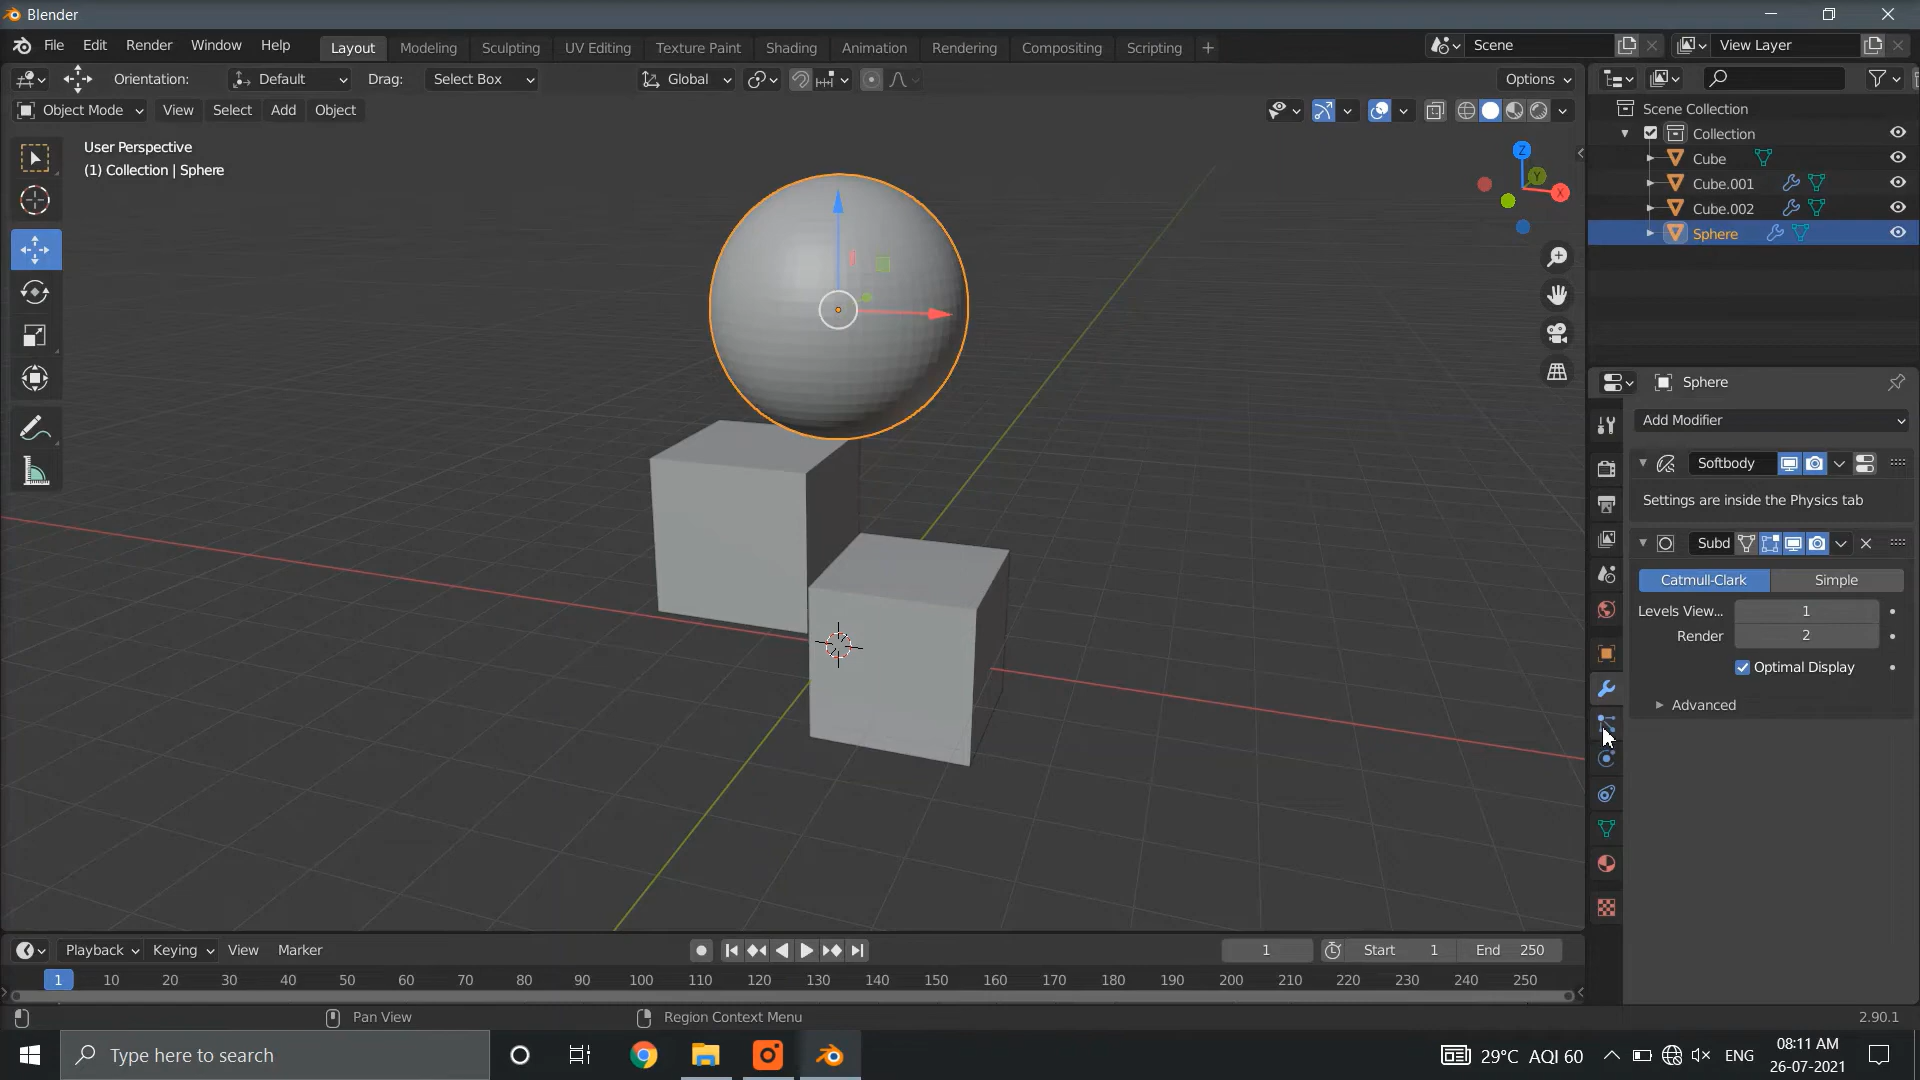 Blender
File Edit Render Window Help Layout Modeling Sculpting UV Editing Texture Paint Shading Animation Rendering Compositing Scripting + Scene View Layer
Orientation: Default Drag: Select Box Global Options
Object Mode View Select Add Object
User Perspective
(1) Collection | Sphere
Z
Y
X
Scene Collection
Collection
Cube
Cube.001
Cube.002
Sphere
Sphere
Add Modifier
Softbody
Settings are inside the Physics tab
Subd
Catmull-Clark Simple
Levels View... 1
Render 2
Optimal Display
Advanced
Playback Keying View Marker 1 Start 1 End 250
1 10 20 30 40 50 60 70 80 90 100 110 120 130 140 150 160 170 180 190 200 210 220 230 240 250
Pan View Region Context Menu 2.90.1
Type here to search 29°C AQI 60 ENG 08:11 AM
26-07-2021